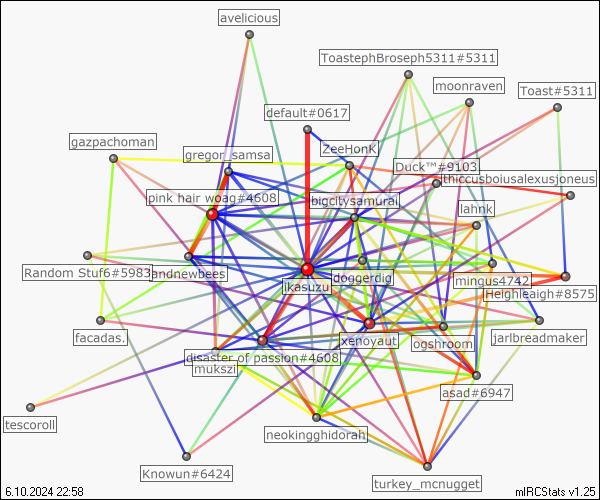 avelicious
ToastephBroseph5311#5311
moonraven
Toast#5311
default#0617
gazpachoman
gregor_samsa
ZeeHonK
Duck™#9103
thiccusboiusalexusjoneus
pink hair woag#4608
bigcitysamurai
lahnk
Random Stuf6#5983
andnewbees
ikasuzu
doggerdig
mingus4742
Heighleaigh#8575
facadas.
disaster of passion#4608
mukszi
xenoyaut
ogshroom
jarlbreadmaker
asad#6947
tescoroll
neokingghidorah
Knowun#6424
turkey_mcnugget
6.10.2024 22:58
mIRCStats v1.25